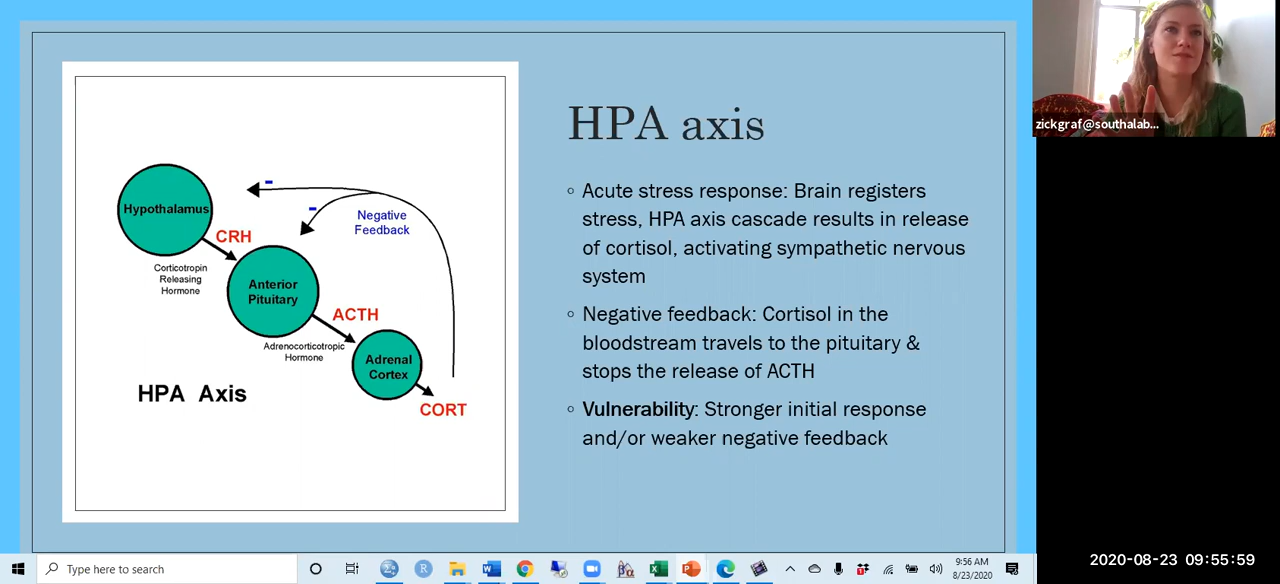 HPA axis
Hypothalamus
-
-
Negative
Feedback
CRH
Corticotropin
Releasing
Hormone
Anterior
Pituitary
ACTH
Adrenocorticotropic
Hormone
Adrenal
Cortex
HPA Axis
CORT
◦ Acute stress response: Brain registers
stress, HPA axis cascade results in release
of cortisol, activating sympathetic nervous
system
◦ Negative feedback: Cortisol in the
bloodstream travels to the pituitary &
stops the release of ACTH
◦ Vulnerability: Stronger initial response
and/or weaker negative feedback
zickgraf@southalab...
Type here to search
R
W
βα
X
P
9:56 AM
8/23/2020
2020-08-23 09:55:59